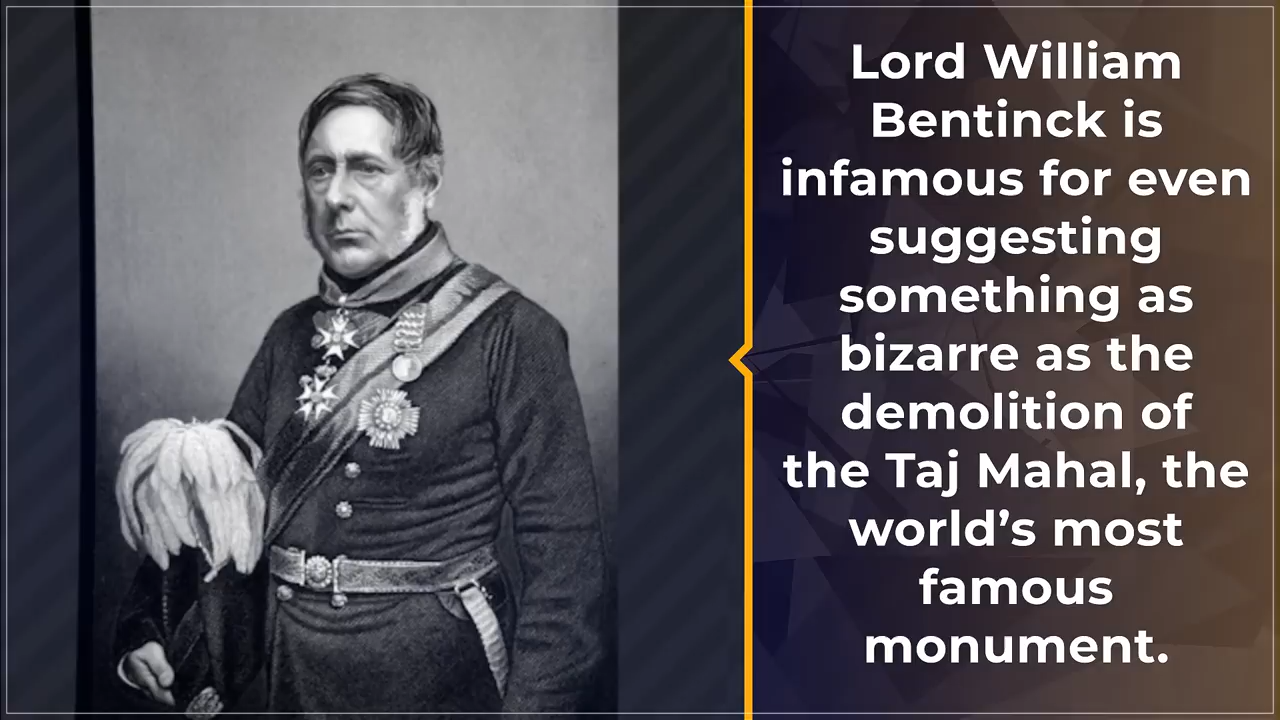 Lord William
Bentinck is
infamous for even
suggesting
something as
bizarre as the
demolition of
the Taj Mahal, the
world’s most
famous
monument.